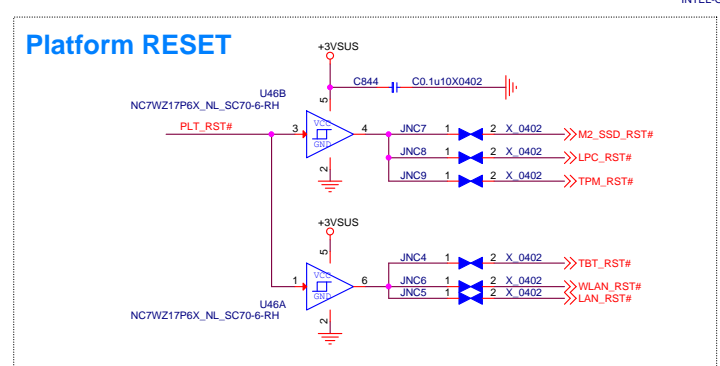 INTEL-C
Platform RESET
+3VSUS
C844 C0.1u10X0402
U46B
NC7WZ17P6X_NL_SC70-6-RH
5
PLT_RST# 3 VCC 4 JNC7 1 2 X_0402 M2_SSD_RST#
GND JNC8 1 2 X_0402 LPC_RST#
2 JNC9 1 2 X_0402 TPM_RST#
+3VSUS
5
JNC4 1 2 X_0402 TBT_RST#
1 VCC 6 JNC6 1 2 X_0402 WLAN_RST#
GND JNC5 1 2 X_0402 LAN_RST#
U46A
NC7WZ17P6X_NL_SC70-6-RH
2